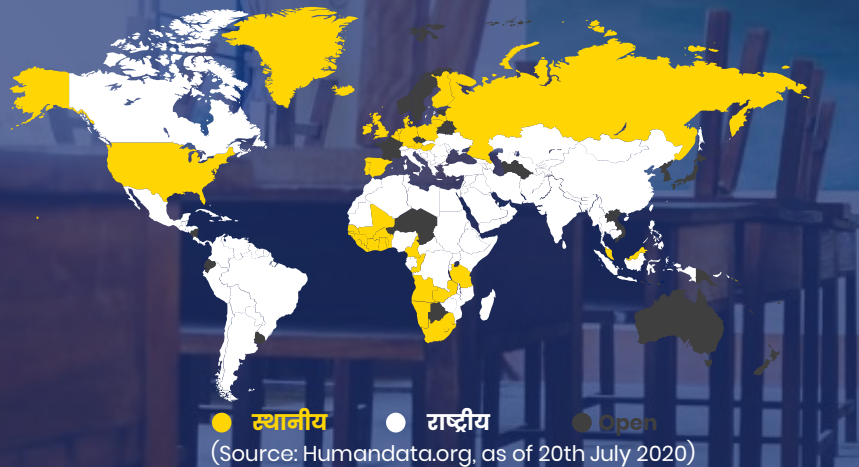 स्थानीय राष्ट्रीय Open
(Source: Humandata.org, as of 20th July 2020)